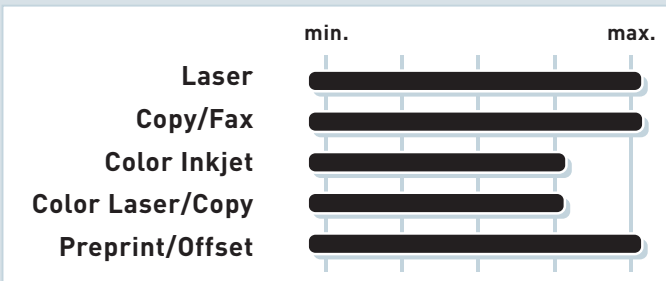 min. max.
Laser
Copy/Fax
Color Inkjet
Color Laser/Copy
Preprint/Offset